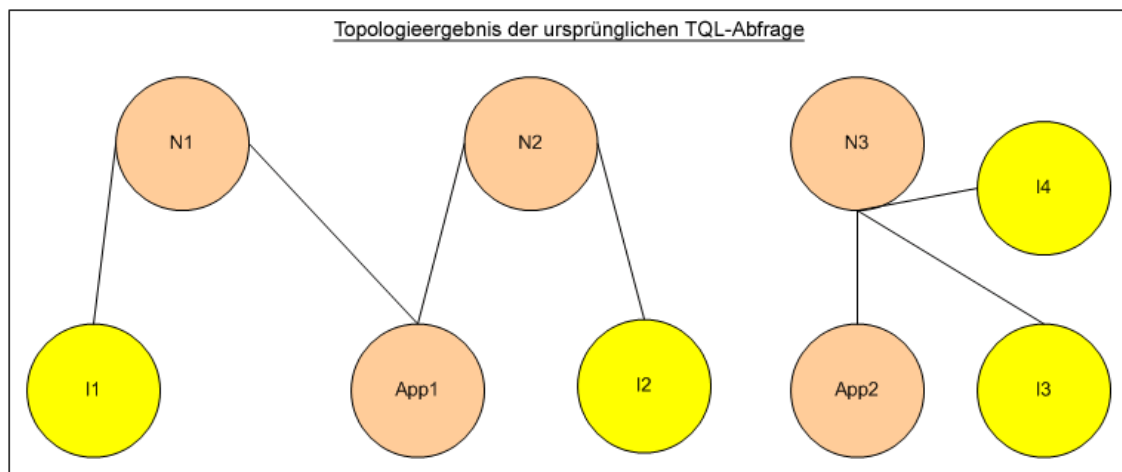 Topologieergebnis der ursprünglichen TQL-Abfrage
N1
N2
N3
I4
I1
App1
I2
App2
I3